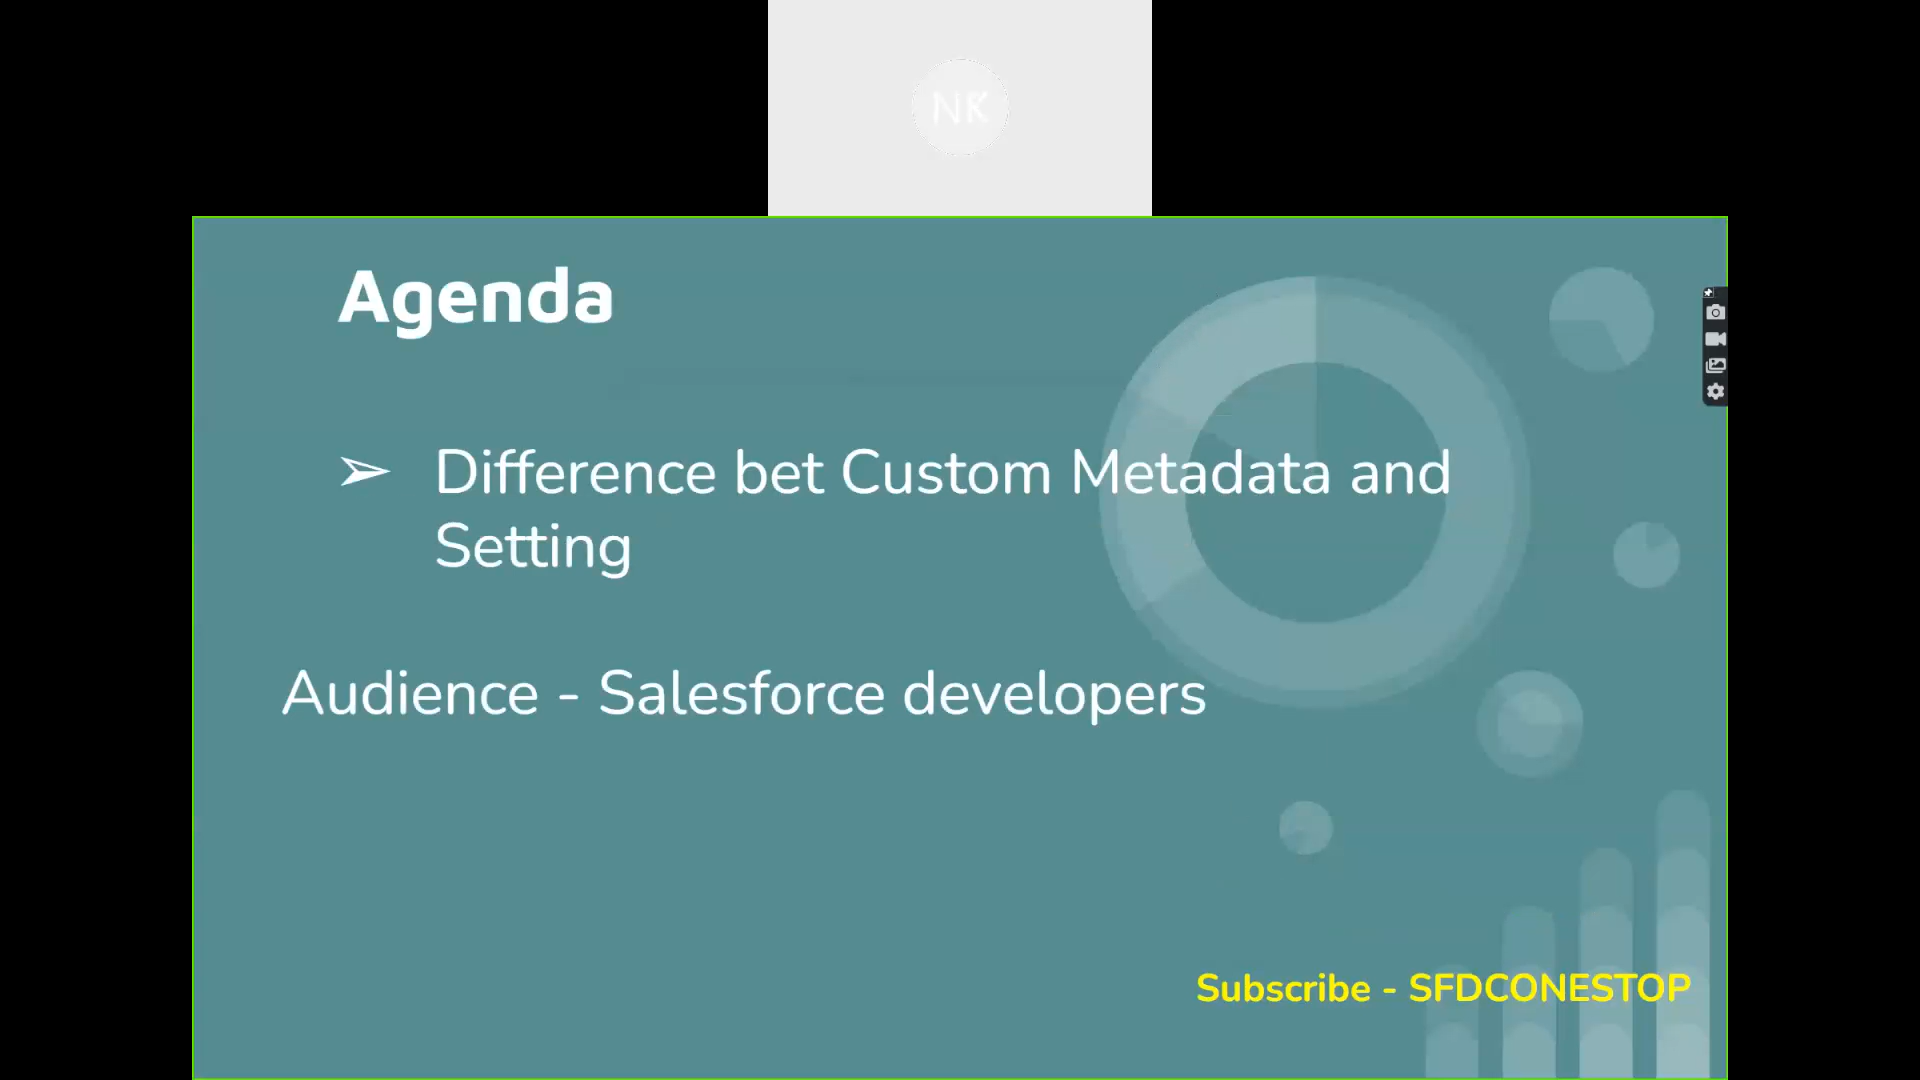 NK
Agenda
➢ Difference bet Custom Metadata and
Setting
Audience - Salesforce developers
Subscribe - SFDCONESTOP